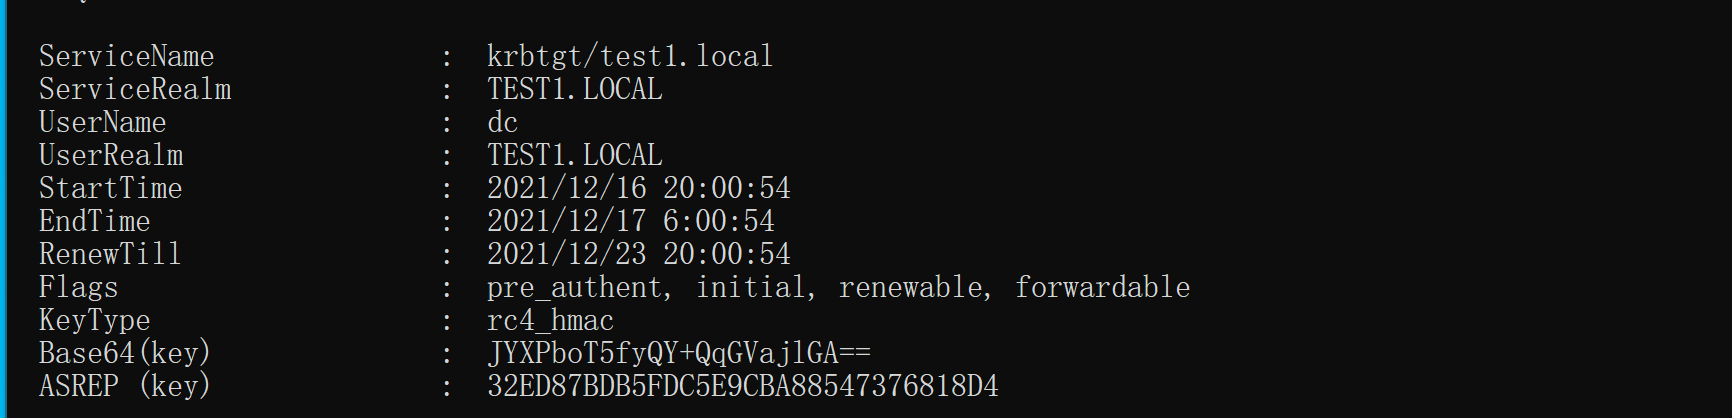 ServiceName : krbtgt/test1.local
ServiceRealm : TEST1.LOCAL
UserName : dc
UserRealm : TEST1.LOCAL
StartTime : 2021/12/16 20:00:54
EndTime : 2021/12/17 6:00:54
RenewTill : 2021/12/23 20:00:54
Flags : pre_authent, initial, renewable, forwardable
KeyType : rc4_hmac
Base64(key) : JYXPboT5fyQY+QqGVajlGA==
ASREP (key) : 32ED87BDB5FDC5E9CBA88547376818D4